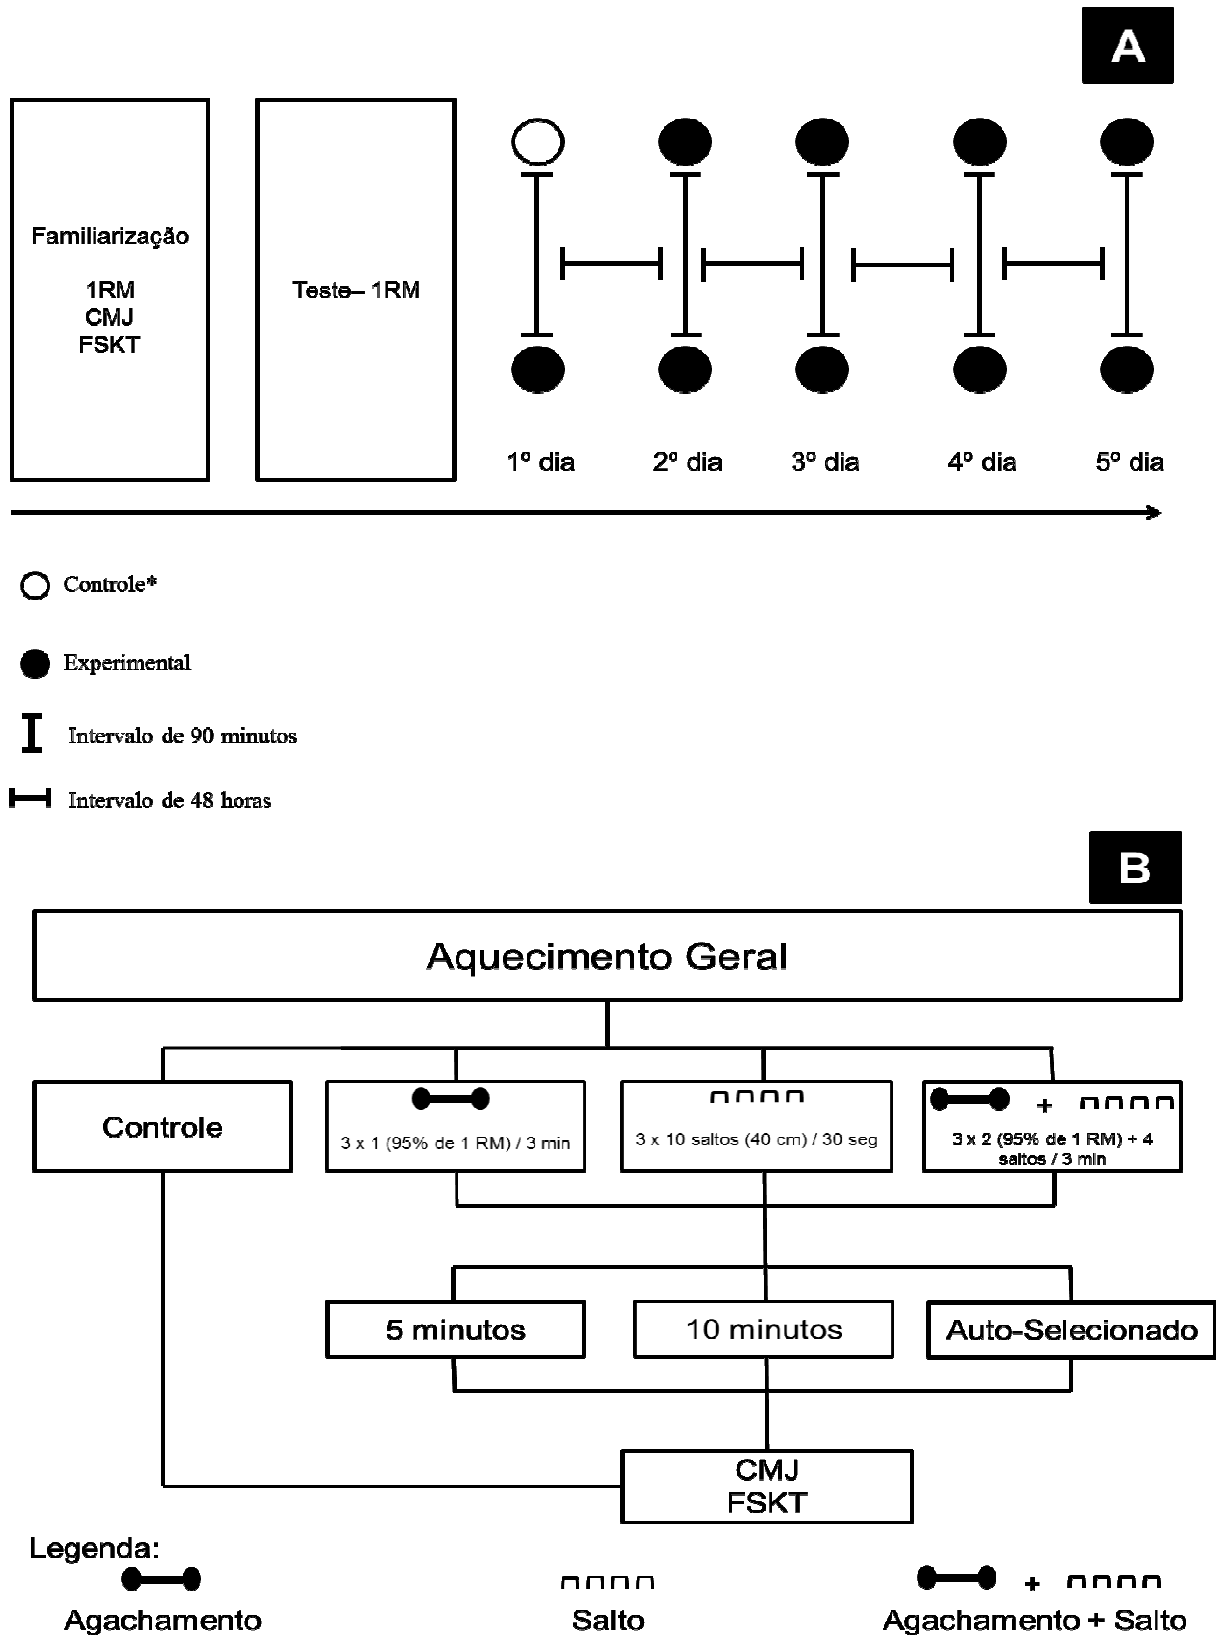 A
Familiarização
1RM
CMJ
FSKT
Teste– 1RM
1º dia
2º dia
3º dia
4º dia
5º dia
Controle*
Experimental
Intervalo de 90 minutos
Intervalo de 48 horas
B
Aquecimento Geral
Controle
3 x 1 (95% de 1 RM) / 3 min
3 x 10 saltos (40 cm) / 30 seg
+
3 x 2 (95% de 1 RM) + 4
saltos / 3 min
5 minutos
10 minutos
Auto-Selecionado
CMJ
FSKT
Legenda:
+
Agachamento
Salto
Agachamento + Salto